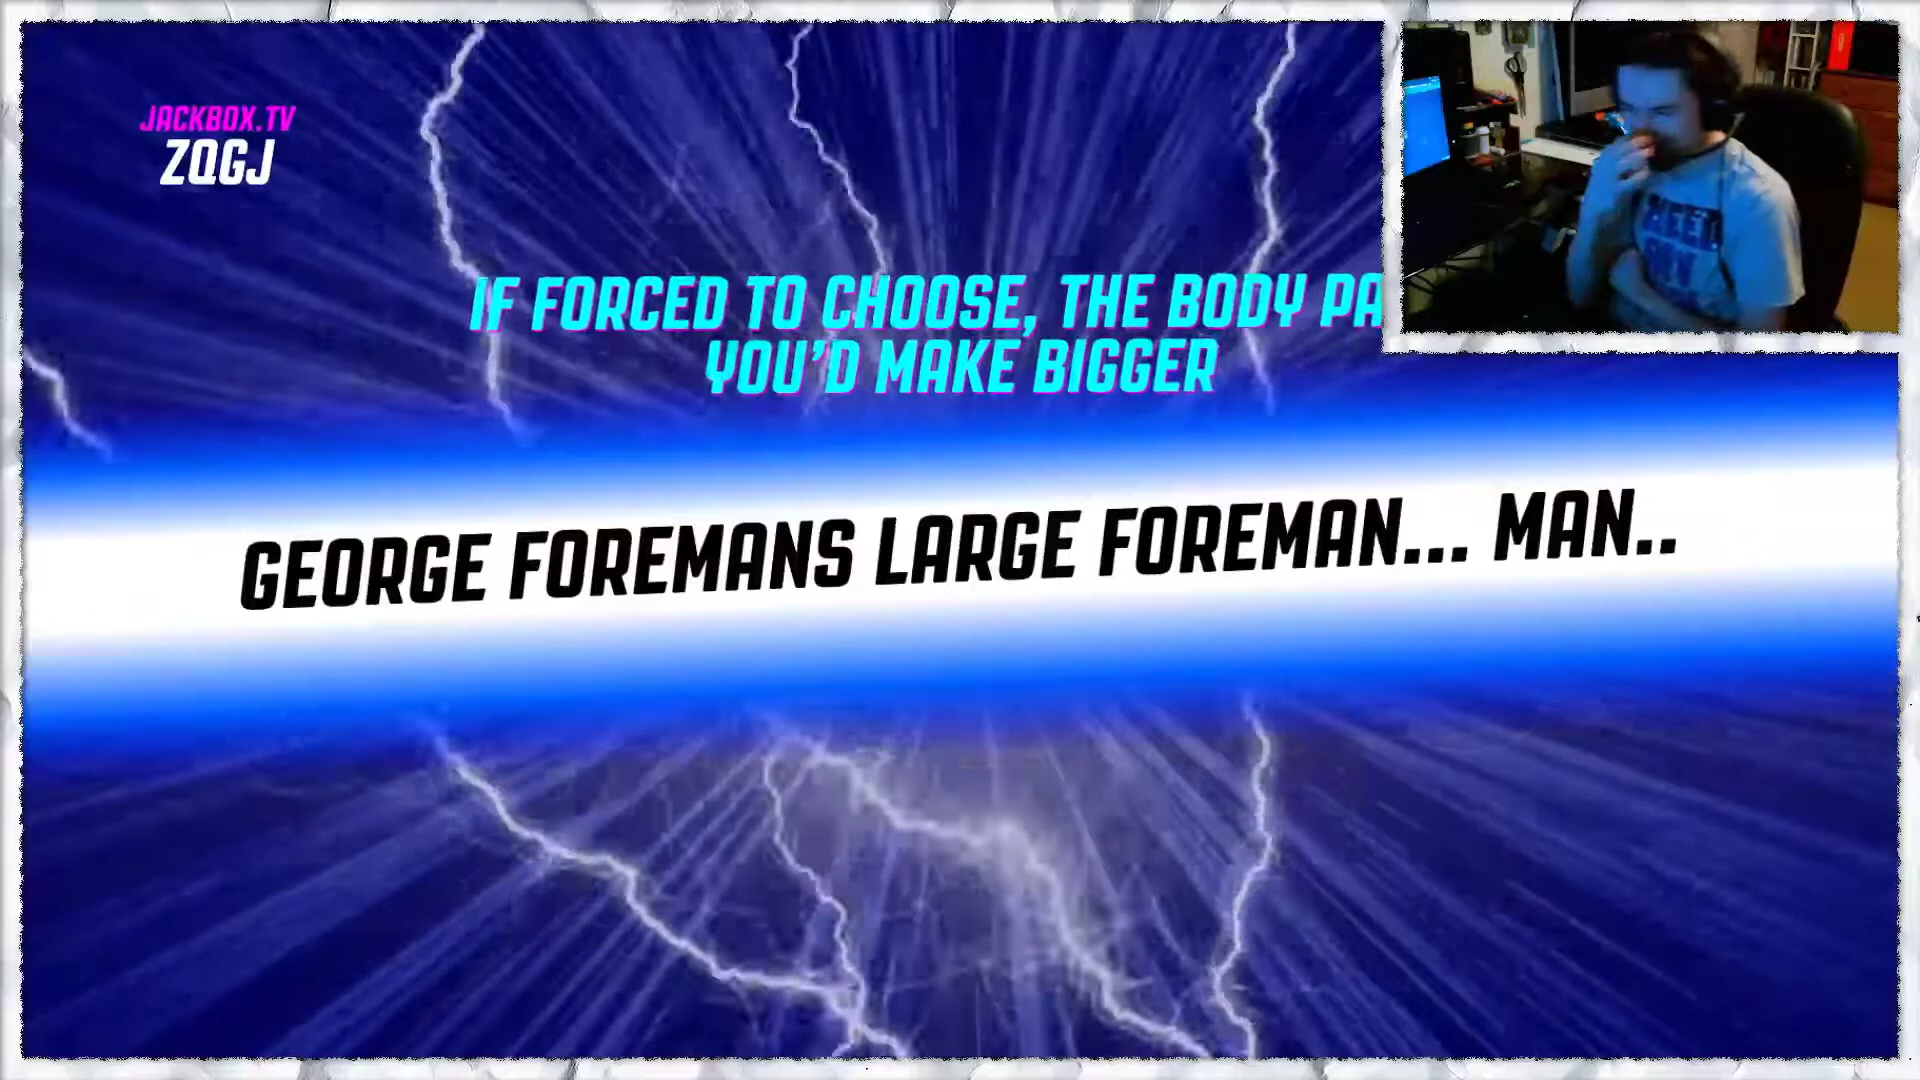 JACKBOX.TV
ZQGJ
IF FORCED TO CHOOSE, THE BODY PA
YOU'D MAKE BIGGER
GEORGE FOREMANS LARGE FOREMAN... MAN..